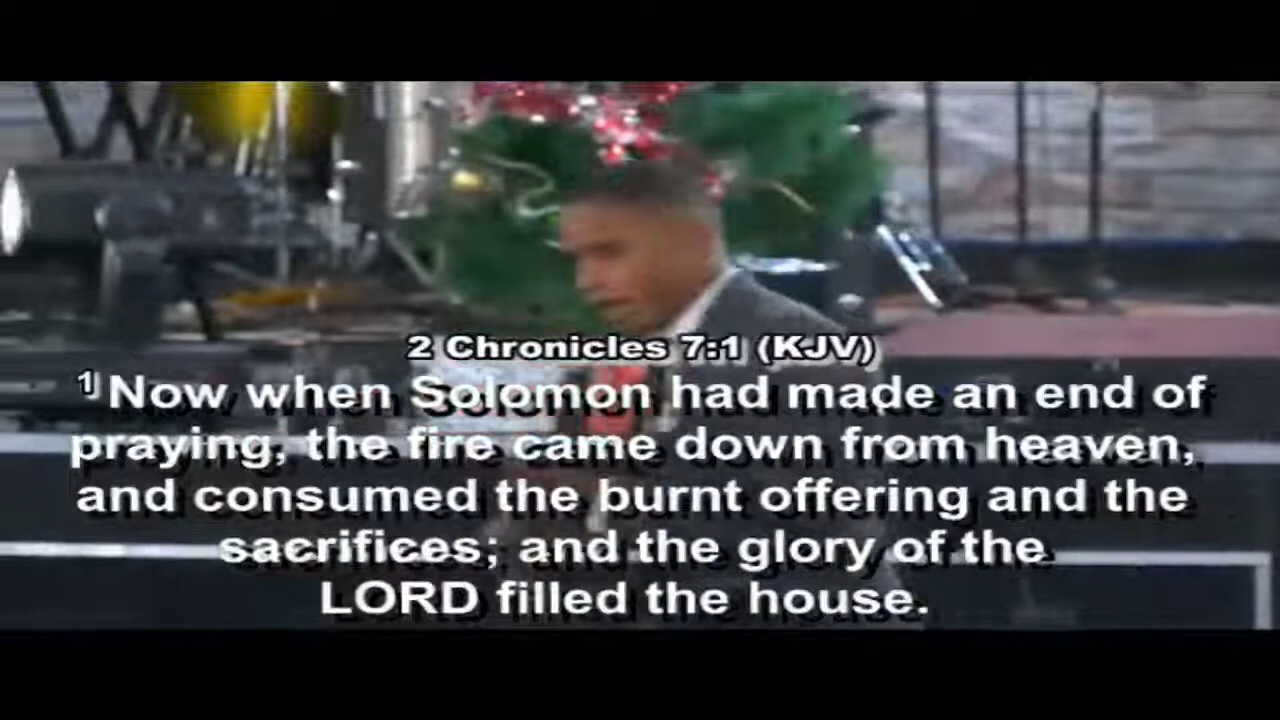 2 Chronicles 7:1 (KJV)
1 Now when Solomon had made an end of
praying, the fire came down from heaven,
and consumed the burnt offering and the
sacrifices; and the glory of the
LORD filled the house.